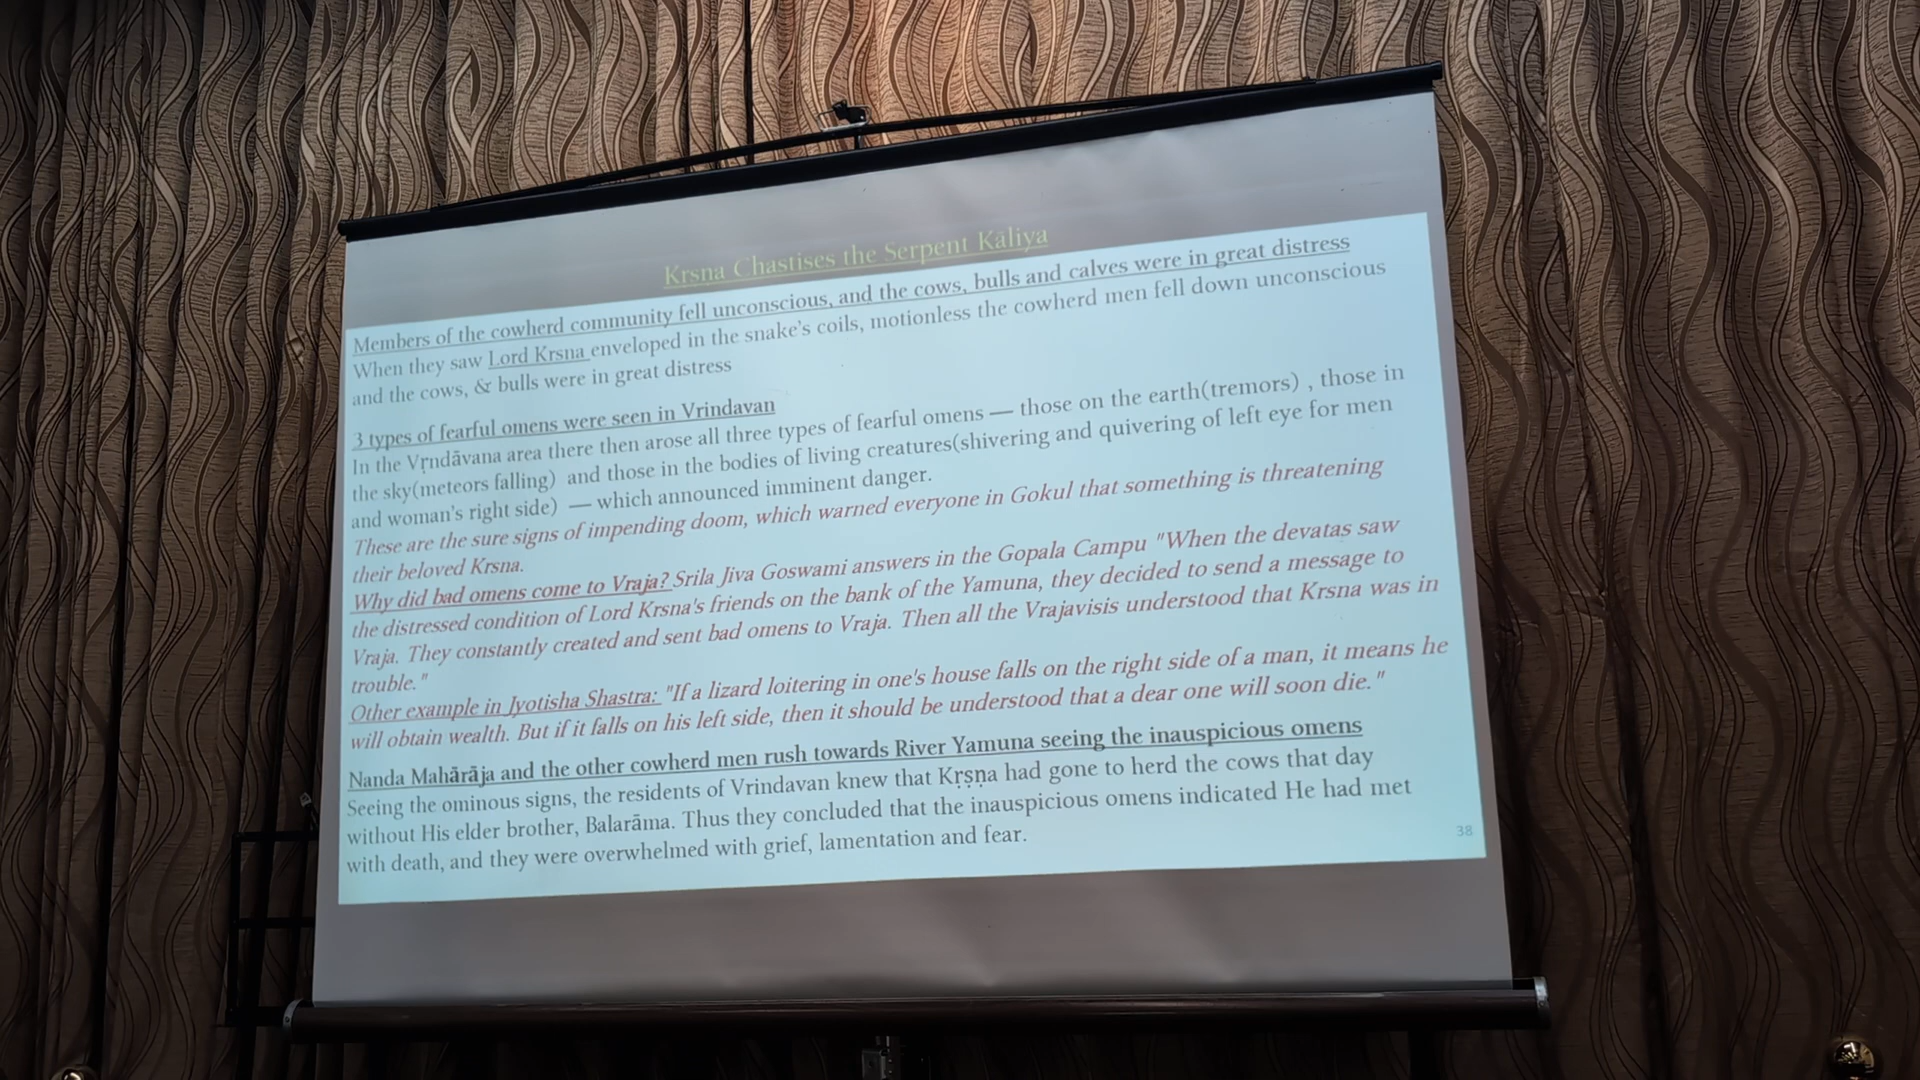 Krsna Chastises the Serpent Kāliya
Members of the cowherd community fell unconscious, and the cows, bulls and calves were in great distress
When they saw Lord Krsna enveloped in the snake's coils, motionless the cowherd men fell down unconscious
and the cows, & bulls were in great distress
3 types of fearful omens were seen in Vrindavan
In the Vṛndāvana area there then arose all three types of fearful omens — those on the earth(tremors) , those in
the sky(meteors falling) and those in the bodies of living creatures(shivering and quivering of left eye for men
and woman's right side) — which announced imminent danger.
These are the sure signs of impending doom, which warned everyone in Gokul that something is threatening
their beloved Krsna.
Why did bad omens come to Vraja? Srila Jiva Goswami answers in the Gopala Campu "When the devatas saw
the distressed condition of Lord Krsna's friends on the bank of the Yamuna, they decided to send a message to
Vraja. They constantly created and sent bad omens to Vraja. Then all the Vrajavisis understood that Krsna was in
trouble."
Other example in Jyotisha Shastra: "If a lizard loitering in one's house falls on the right side of a man, it means he
will obtain wealth. But if it falls on his left side, then it should be understood that a dear one will soon die."
Nanda Mahārāja and the other cowherd men rush towards River Yamuna seeing the inauspicious omens
Seeing the ominous signs, the residents of Vrindavan knew that Kṛṣṇa had gone to herd the cows that day
without His elder brother, Balarāma. Thus they concluded that the inauspicious omens indicated He had met
with death, and they were overwhelmed with grief, lamentation and fear.
38